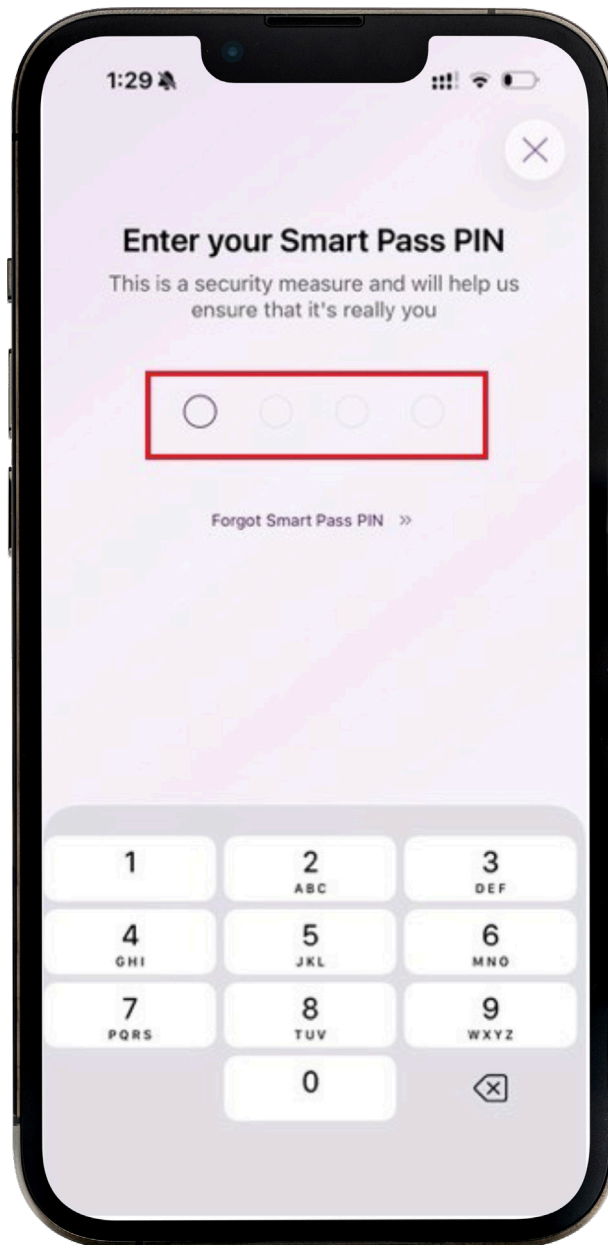 1:29
Enter your Smart Pass PIN
This is a security measure and will help us
ensure that it's really you
Forgot Smart Pass PIN »
1
2
ABC
3
DEF
4
GHI
5
JKL
6
MNO
7
PQRS
8
TUV
9
WXYZ
0